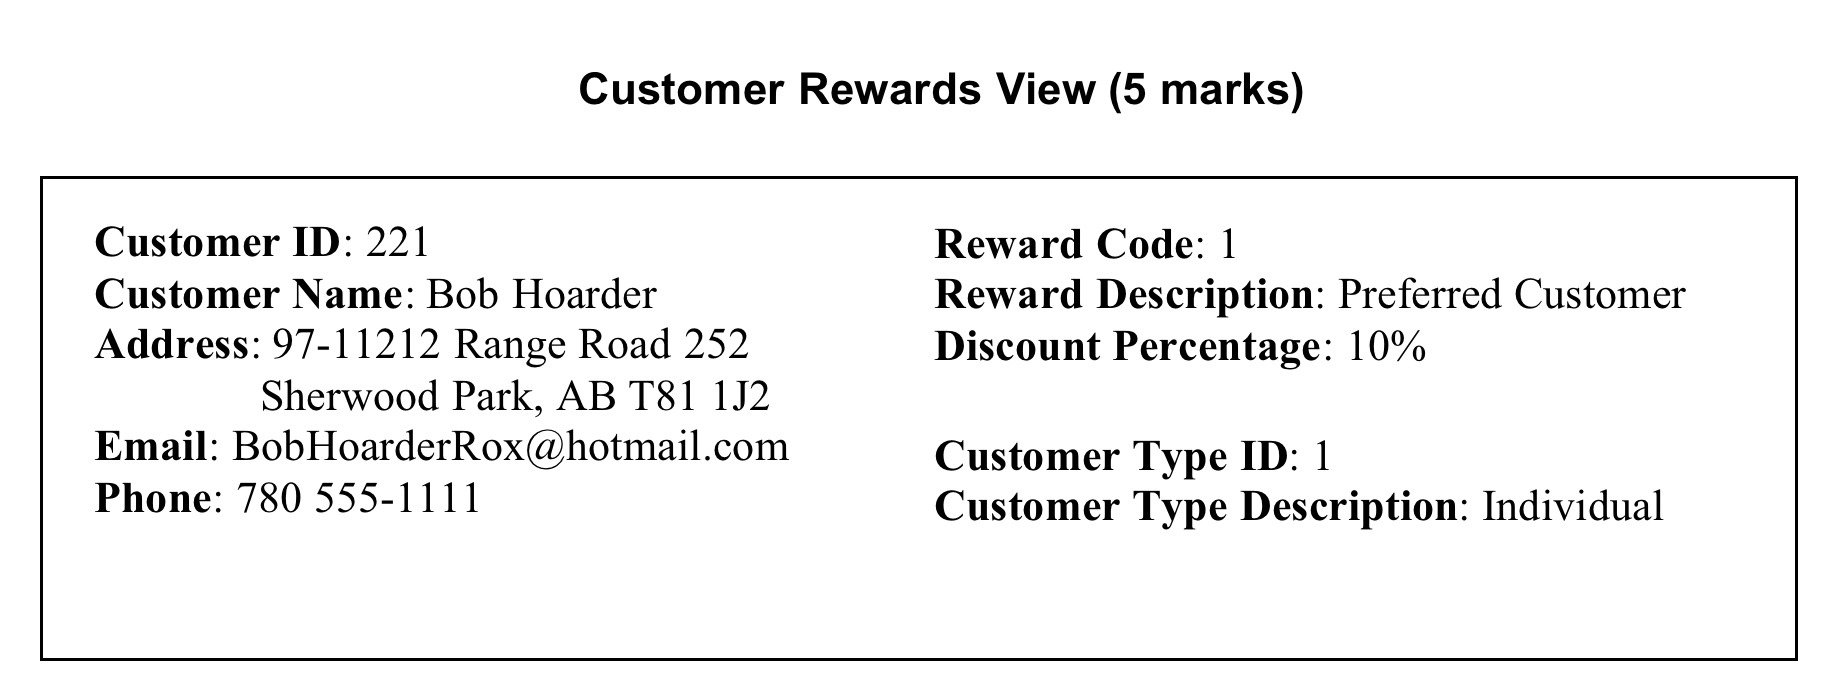 Customer Rewards View (5 marks)
Customer ID: 221
Customer Name: Bob Hoarder
Address: 97-11212 Range Road 252
Sherwood Park, AB T81 1J2
Email: BobHoarderRox@hotmail.com
Phone: 780 555-1111
Reward Code: 1
Reward Description: Preferred Customer
Discount Percentage: 10%
Customer Type ID: 1
Customer Type Description: Individual